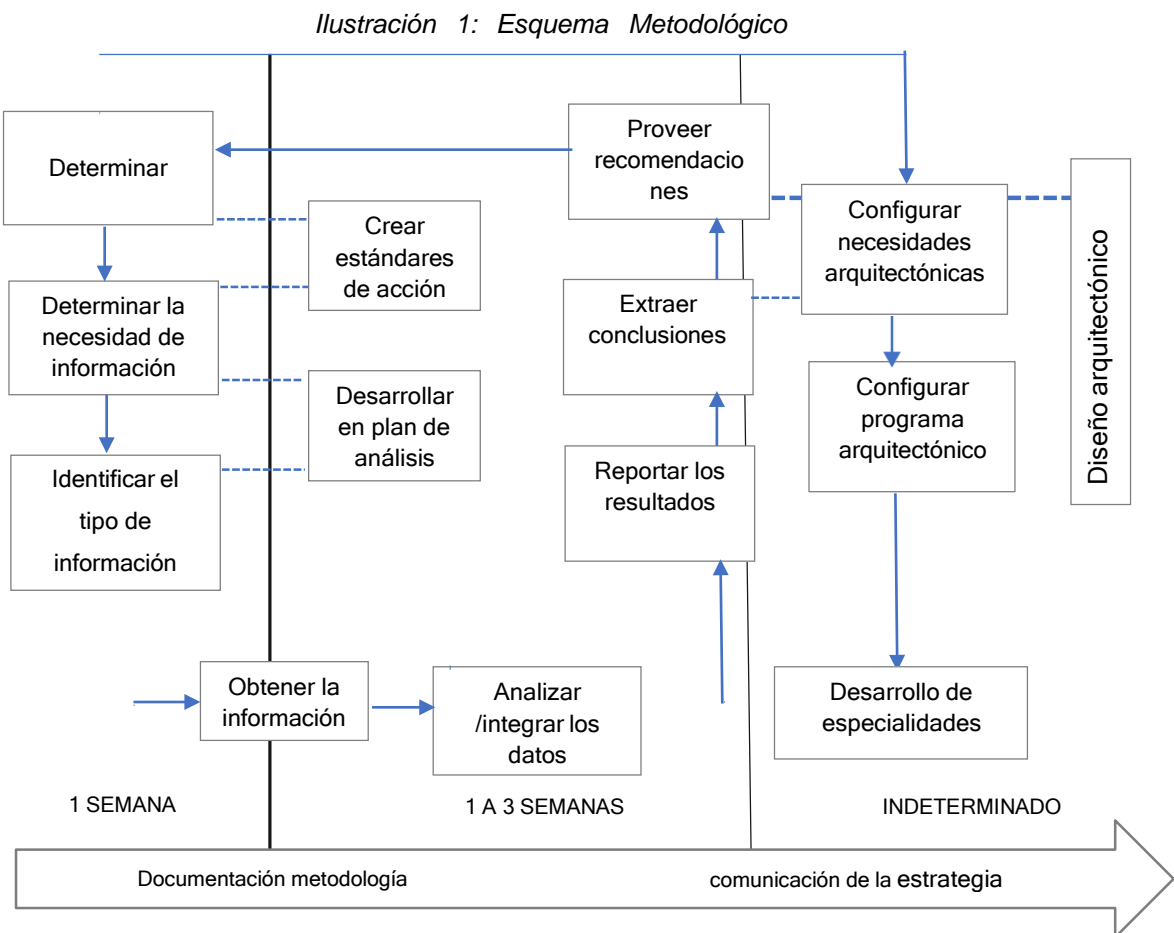 Ilustración 1: Esquema Metodológico
Determinar
Determinar la
necesidad de
información
Identificar el
tipo de
información
Crear
estándares
de acción
Desarrollar
en plan de
análisis
Obtener la
información
Analizar
/integrar los
datos
Reportar los
resultados
Extraer
conclusiones
Proveer
recomendacio
nes
Configurar
necesidades
arquitectónicas
Configurar
programa
arquitectónico
Desarrollo de
especialidades
Diseño arquitectónico
1 SEMANA
1 A 3 SEMANAS
INDETERMINADO
Documentación metodología
comunicación de la estrategia